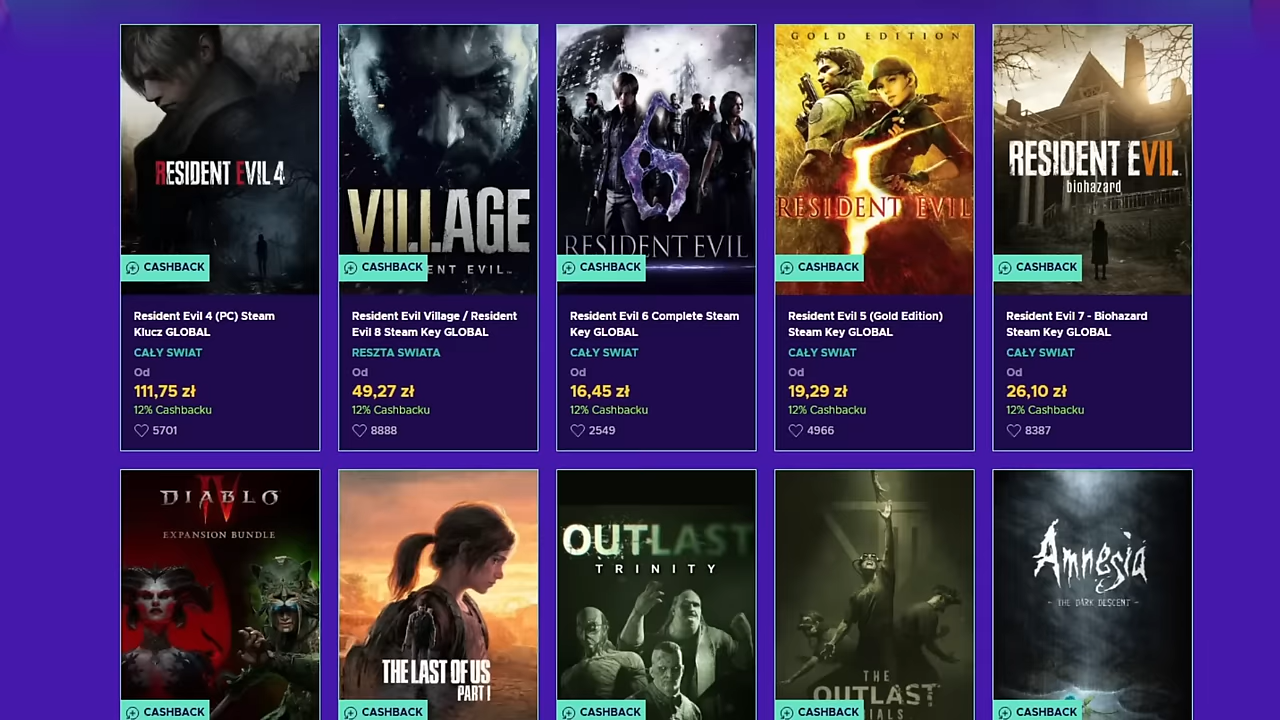 RESIDENT EVIL 4
CASHBACK
Resident Evil 4 (PC) Steam
Klucz GLOBAL
CAŁY SWIAT
Od
111,75 zł
12% Cashbacku
5701
VILLAGE
ENT EVIL
CASHBACK
Resident Evil Village / Resident
Evil 8 Steam Key GLOBAL
RESZTA SWIATA
Od
49,27 zł
12% Cashbacku
8888
6
RESIDENT EVIL
CASHBACK
Resident Evil 6 Complete Steam
Key GLOBAL
CAŁY SWIAT
Od
16,45 zł
12% Cashbacku
2549
GOLD EDITION
5
RESIDENT EVIL
CASHBACK
Resident Evil 5 (Gold Edition)
Steam Key GLOBAL
CAŁY SWIAT
Od
19,29 zł
12% Cashbacku
4966
RESIDENT EVIL
biohazard
CASHBACK
Resident Evil 7 - Biohazard
Steam Key GLOBAL
CAŁY SWIAT
Od
26,10 zł
12% Cashbacku
8387
DIABLO
IV
EXPANSION BUNDLE
CASHBACK
THE LAST OF US
PART I
CASHBACK
OUTLAST
TRINITY
CASHBACK
THE
OUTLAST
IALS
CASHBACK
Amnesia
- THE DARK DESCENT -
CASHBACK